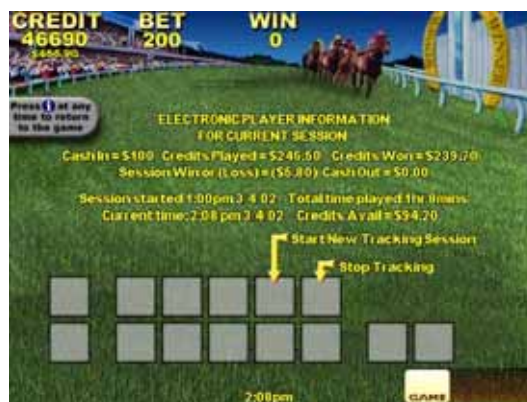 CREDIT BET WIN
46690 200 0
$466.90
Press i at any
time to return
to the game
ELECTRONIC PLAYER INFORMATION
FOR CURRENT SESSION
Cash In = $100 Credits Played = $246.50 Credits Won = $239.70
Session Win or (Loss) = ($5.80) Cash Out = $0.00
Session started 1:00pm 3 4 02 Total time played 1hr 8mins
Current time: 2:08 pm 3 4 02 Credits Avail = $94.20
Start New Tracking Session
Stop Tracking
2:08pm
GAME